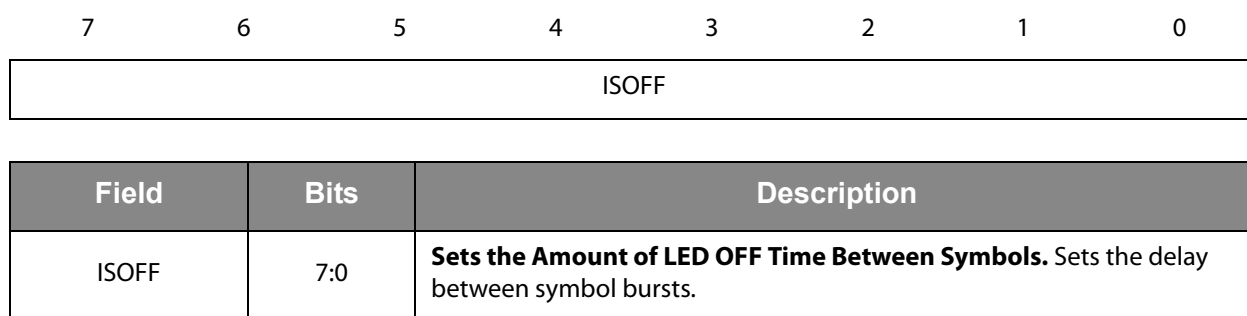 7 6 5 4 3 2 1 0
ISOFF
Field Bits Description
ISOFF 7:0 Sets the Amount of LED OFF Time Between Symbols. Sets the delay
between symbol bursts.